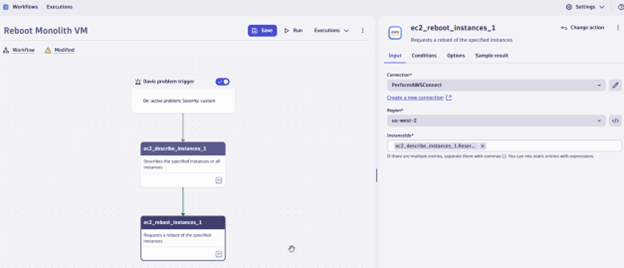 Workflows Executions
Settings
Reboot Monolith VM
Save
Run
Executions
Workflow
Modified
Davis problem trigger
On: active problem; Severity: custom
ec2_describe_instances_1
Describes the specified instances or all instances
ec2_reboot_instances_1
Requests a reboot of the specified instances
aws
ec2_reboot_instances_1
Requests a reboot of the specified instances
Change action
Input Conditions Options Sample result
Connection*
PerformAWSConnect
Create a new connection
Region*
us-west-2
InstanceIds*
ec2_describe_instances_1.Reser...
If there are multiple entries, separate them with commas You can mix static entries with expressions.